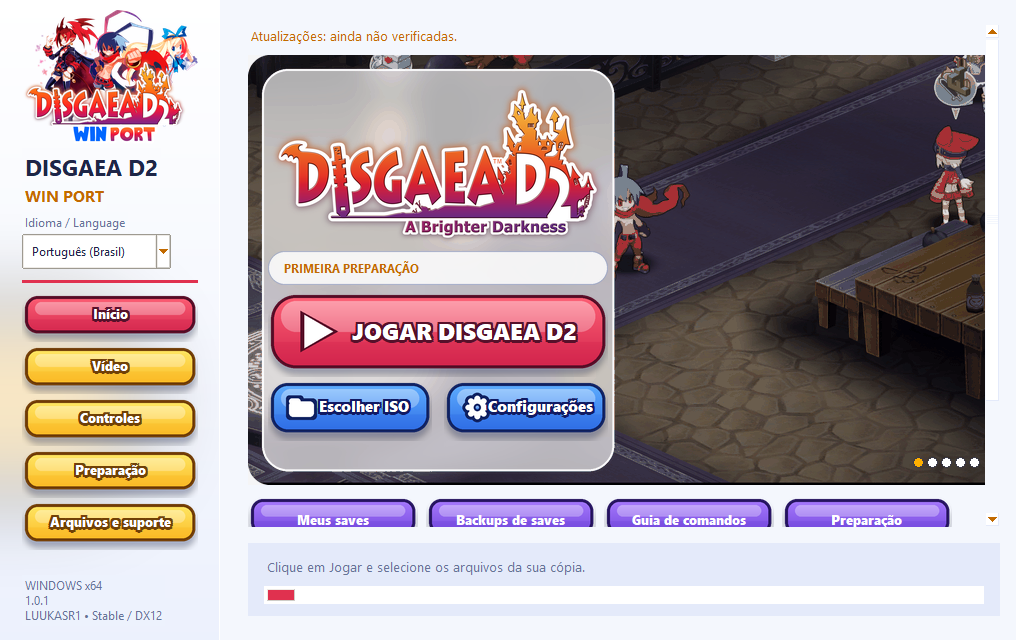 DISGAEA D2
WIN PORT
DISGAEA D2
WIN PORT
Idioma / Language
Português (Brasil)
Início
Vídeo
Controles
Preparação
Arquivos e suporte
WINDOWS x64
1.0.1
LUUKASR1 • Stable / DX12
Atualizações: ainda não verificadas.
DISGAEA D2
TM
A Brighter Darkness
PRIMEIRA PREPARAÇÃO
JOGAR DISGAEA D2
Escolher ISO
Configurações
Meus saves
Backups de saves
Guia de comandos
Preparação
Clique em Jogar e selecione os arquivos da sua cópia.